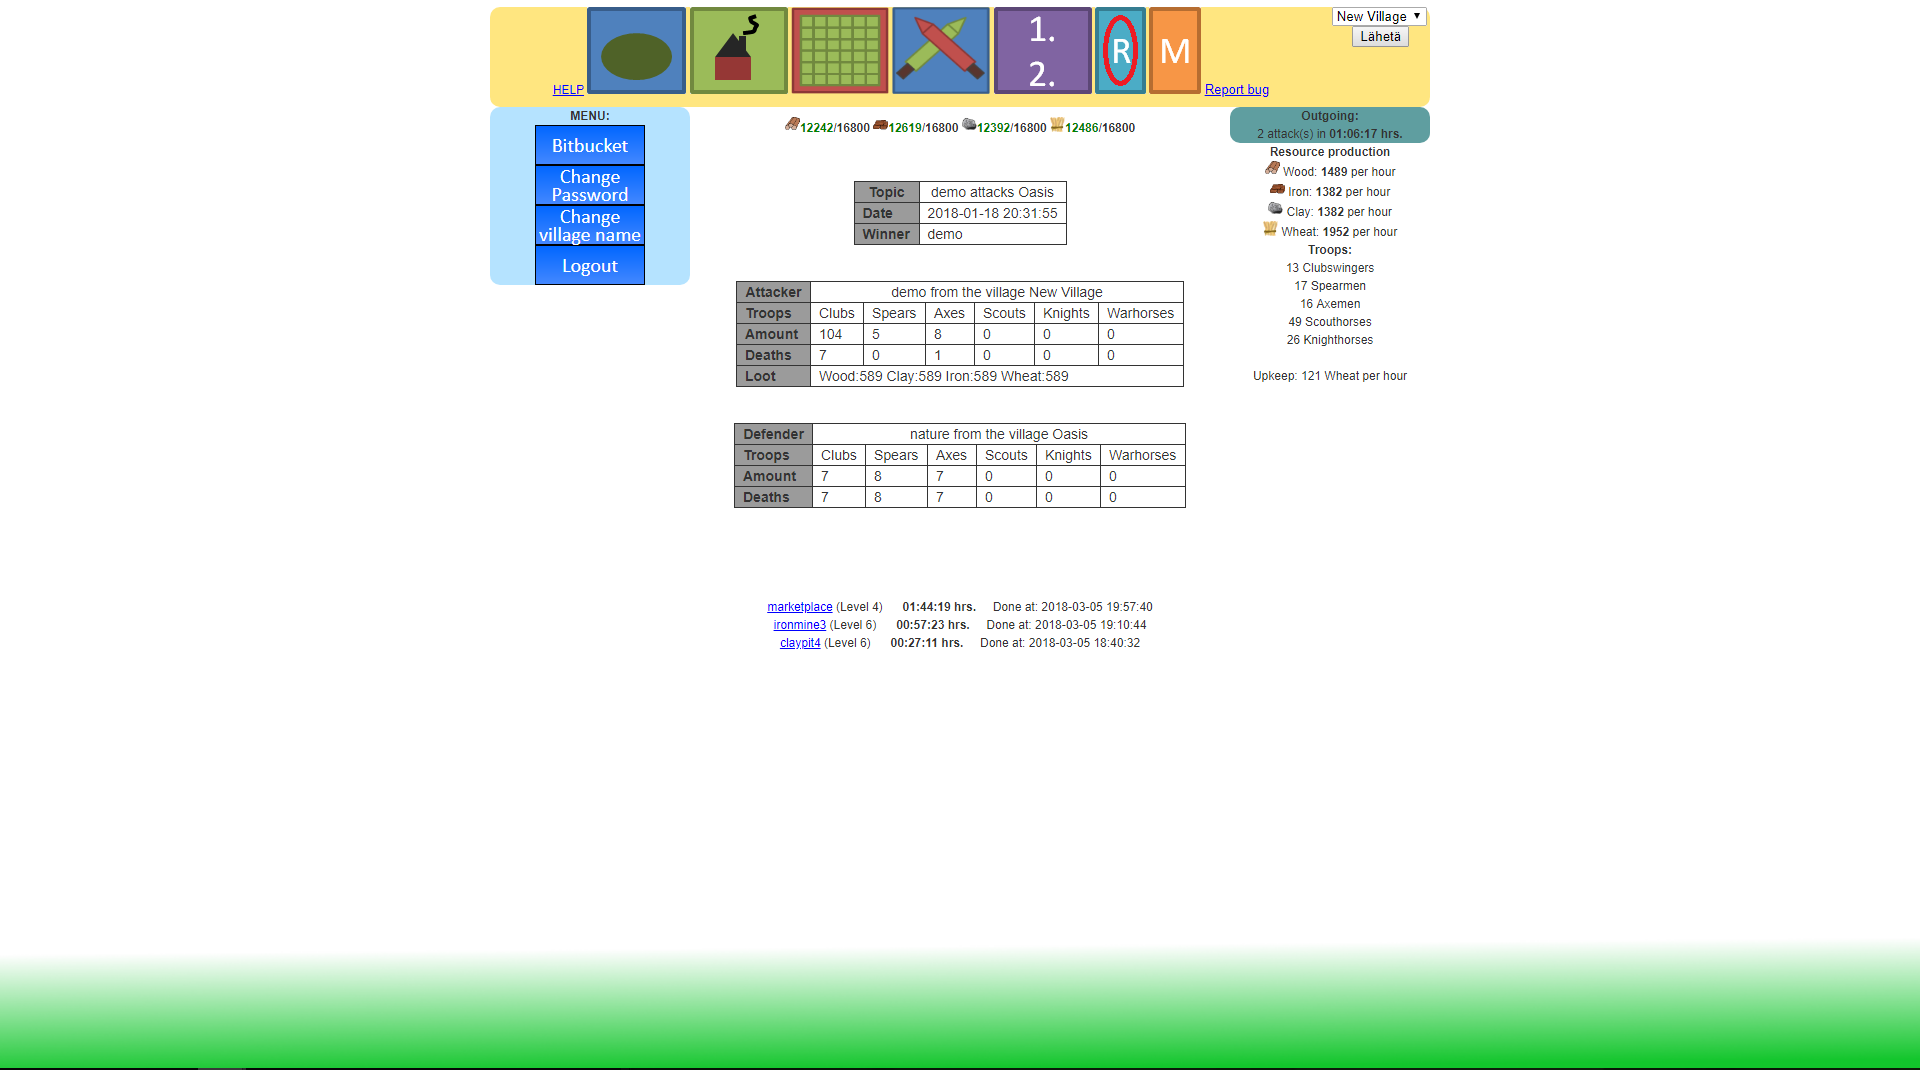 New Village
Lähetä
1.
2.
R
M
HELP
Report bug
MENU:
Bitbucket
Change
Password
Change
village name
Logout
12242/16800 12619/16800 12392/16800 12486/16800
Topic demo attacks Oasis
Date 2018-01-18 20:31:55
Winner demo
Attacker demo from the village New Village
Troops Clubs Spears Axes Scouts Knights Warhorses
Amount 104 5 8 0 0 0
Deaths 7 0 1 0 0 0
Loot Wood:589 Clay:589 Iron:589 Wheat:589
Defender nature from the village Oasis
Troops Clubs Spears Axes Scouts Knights Warhorses
Amount 7 8 7 0 0 0
Deaths 7 8 7 0 0 0
marketplace (Level 4) 01:44:19 hrs. Done at: 2018-03-05 19:57:40
ironmine3 (Level 6) 00:57:23 hrs. Done at: 2018-03-05 19:10:44
claypit4 (Level 6) 00:27:11 hrs. Done at: 2018-03-05 18:40:32
Outgoing:
2 attack(s) in 01:06:17 hrs.
Resource production
Wood: 1489 per hour
Iron: 1382 per hour
Clay: 1382 per hour
Wheat: 1952 per hour
Troops:
13 Clubswingers
17 Spearmen
16 Axemen
49 Scouthorses
26 Knighthorses
Upkeep: 121 Wheat per hour